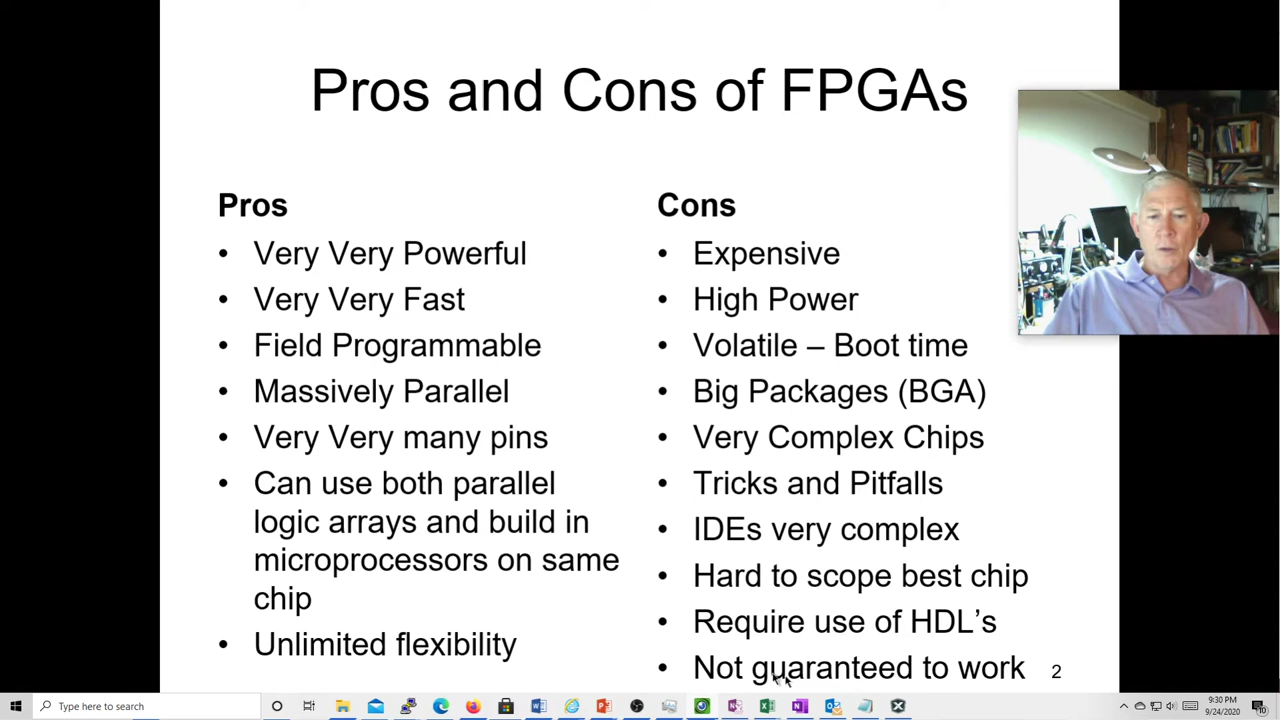 Pros and Cons of FPGAs
Pros
• Very Very Powerful
• Very Very Fast
• Field Programmable
• Massively Parallel
• Very Very many pins
• Can use both parallel
logic arrays and build in
microprocessors on same
chip
• Unlimited flexibility
Cons
• Expensive
• High Power
• Volatile – Boot time
• Big Packages (BGA)
• Very Complex Chips
• Tricks and Pitfalls
• IDEs very complex
• Hard to scope best chip
• Require use of HDL’s
• Not guaranteed to work
2
Type here to search
9:30 PM
9/24/2020